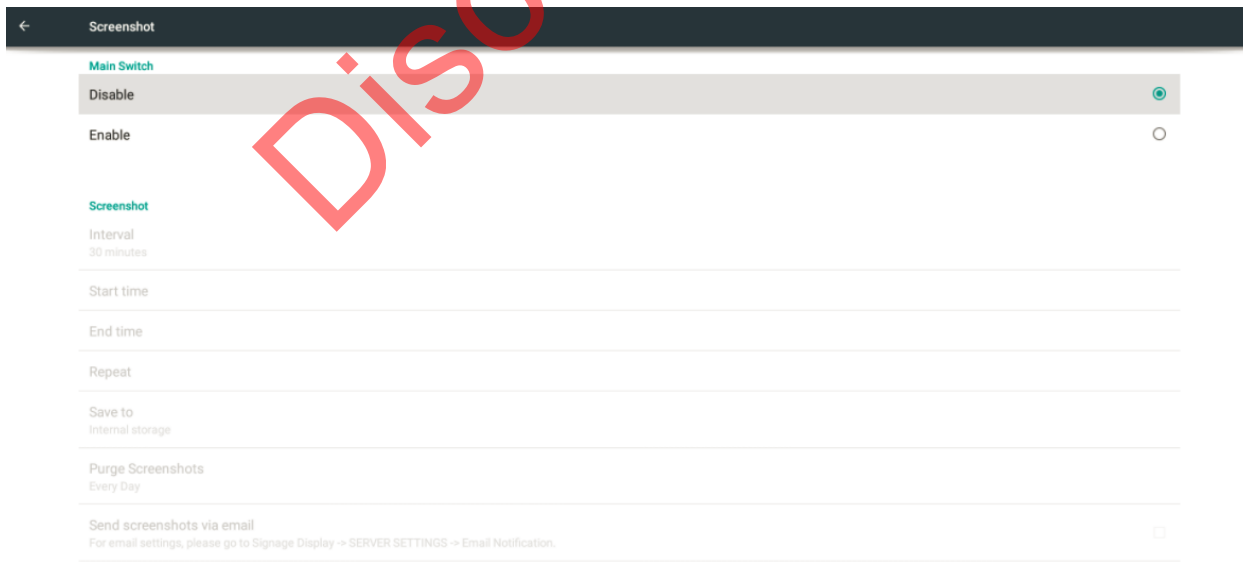 Screenshot
Main Switch
Disable
Enable
Screenshot
Interval
30 minutes
Start time
End time
Repeat
Save to
Internal storage
Purge Screenshots
Every Day
Send screenshots via email
For email settings, please go to Signage Display -> SERVER SETTINGS -> Email Notification.